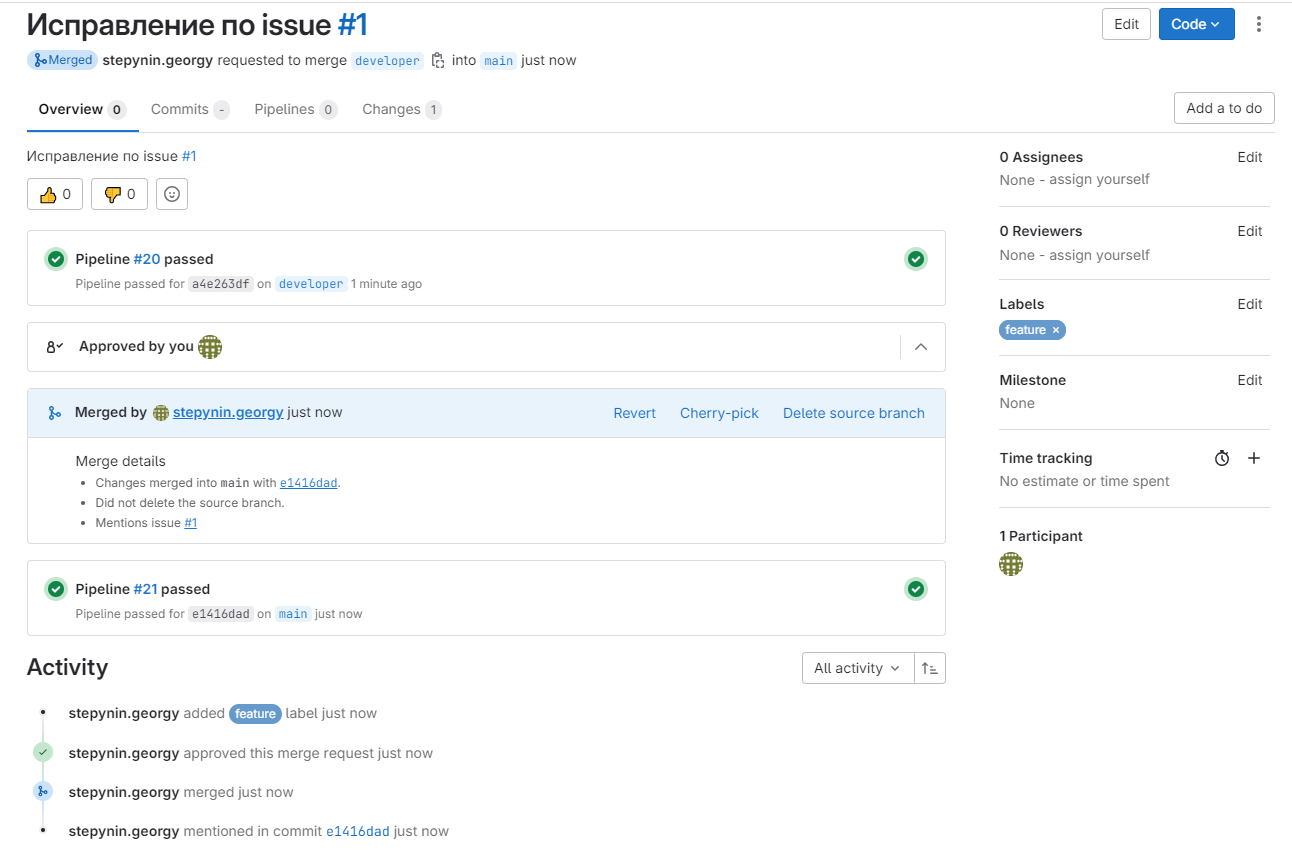 Исправление по issue #1
Edit
Code
Merged stepynin.georgy requested to merge developer into main just now
Overview 0
Commits -
Pipelines 0
Changes 1
Add a to do
Исправление по issue #1
0
0
Pipeline #20 passed
Pipeline passed for a4e263df on developer 1 minute ago
Approved by you
Merged by stepynin.georgy just now
Revert
Cherry-pick
Delete source branch
Merge details
Changes merged into main with e1416dad.
Did not delete the source branch.
Mentions issue #1
Pipeline #21 passed
Pipeline passed for e1416dad on main just now
Activity
All activity
stepynin.georgy added feature label just now
stepynin.georgy approved this merge request just now
stepynin.georgy merged just now
stepynin.georgy mentioned in commit e1416dad just now
0 Assignees
Edit
None - assign yourself
0 Reviewers
Edit
None - assign yourself
Labels
Edit
feature ×
Milestone
Edit
None
Time tracking
No estimate or time spent
1 Participant